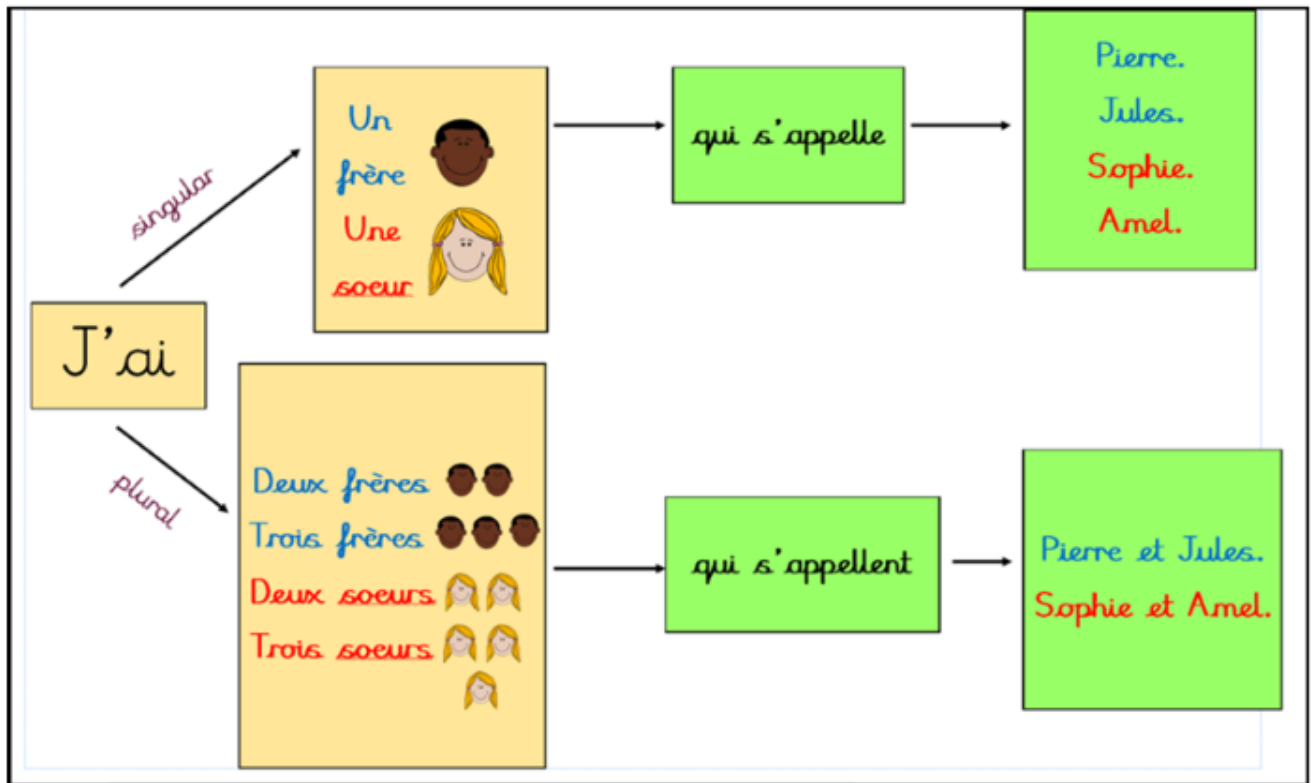 J'ai
singular
Un
frère
Une
soeur
qui s'appelle
Pierre.
Jules.
Sophie.
Amel.
plural
Deux frères
Trois frères
Deux soeurs
Trois soeurs
qui s'appellent
Pierre et Jules.
Sophie et Amel.